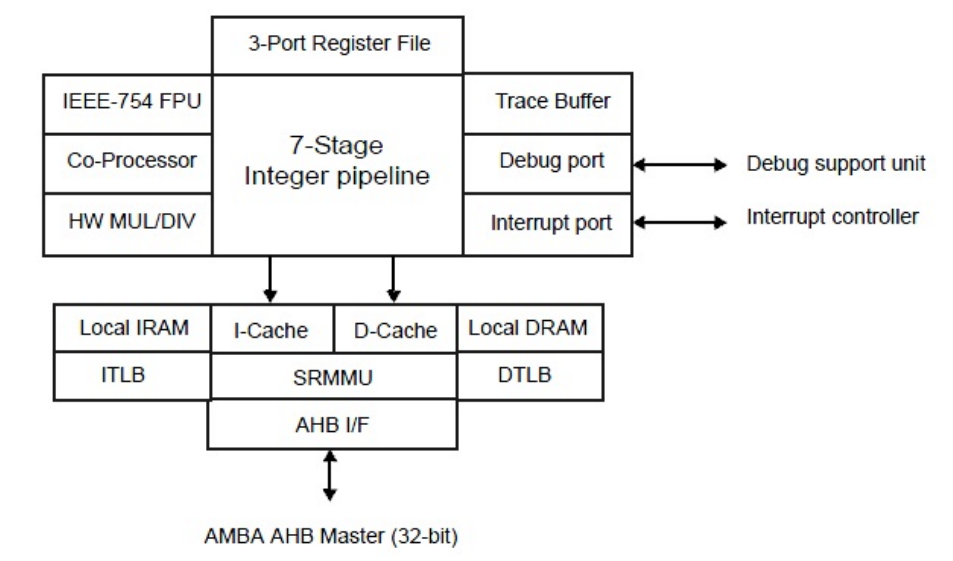 3-Port Register File
IEEE-754 FPU
Trace Buffer
7-Stage
Integer pipeline
Co-Processor
Debug port
Debug support unit
HW MUL/DIV
Interrupt port
Interrupt controller
Local IRAM
I-Cache
D-Cache
Local DRAM
ITLB
SRMMU
DTLB
AHB I/F
AMBA AHB Master (32-bit)